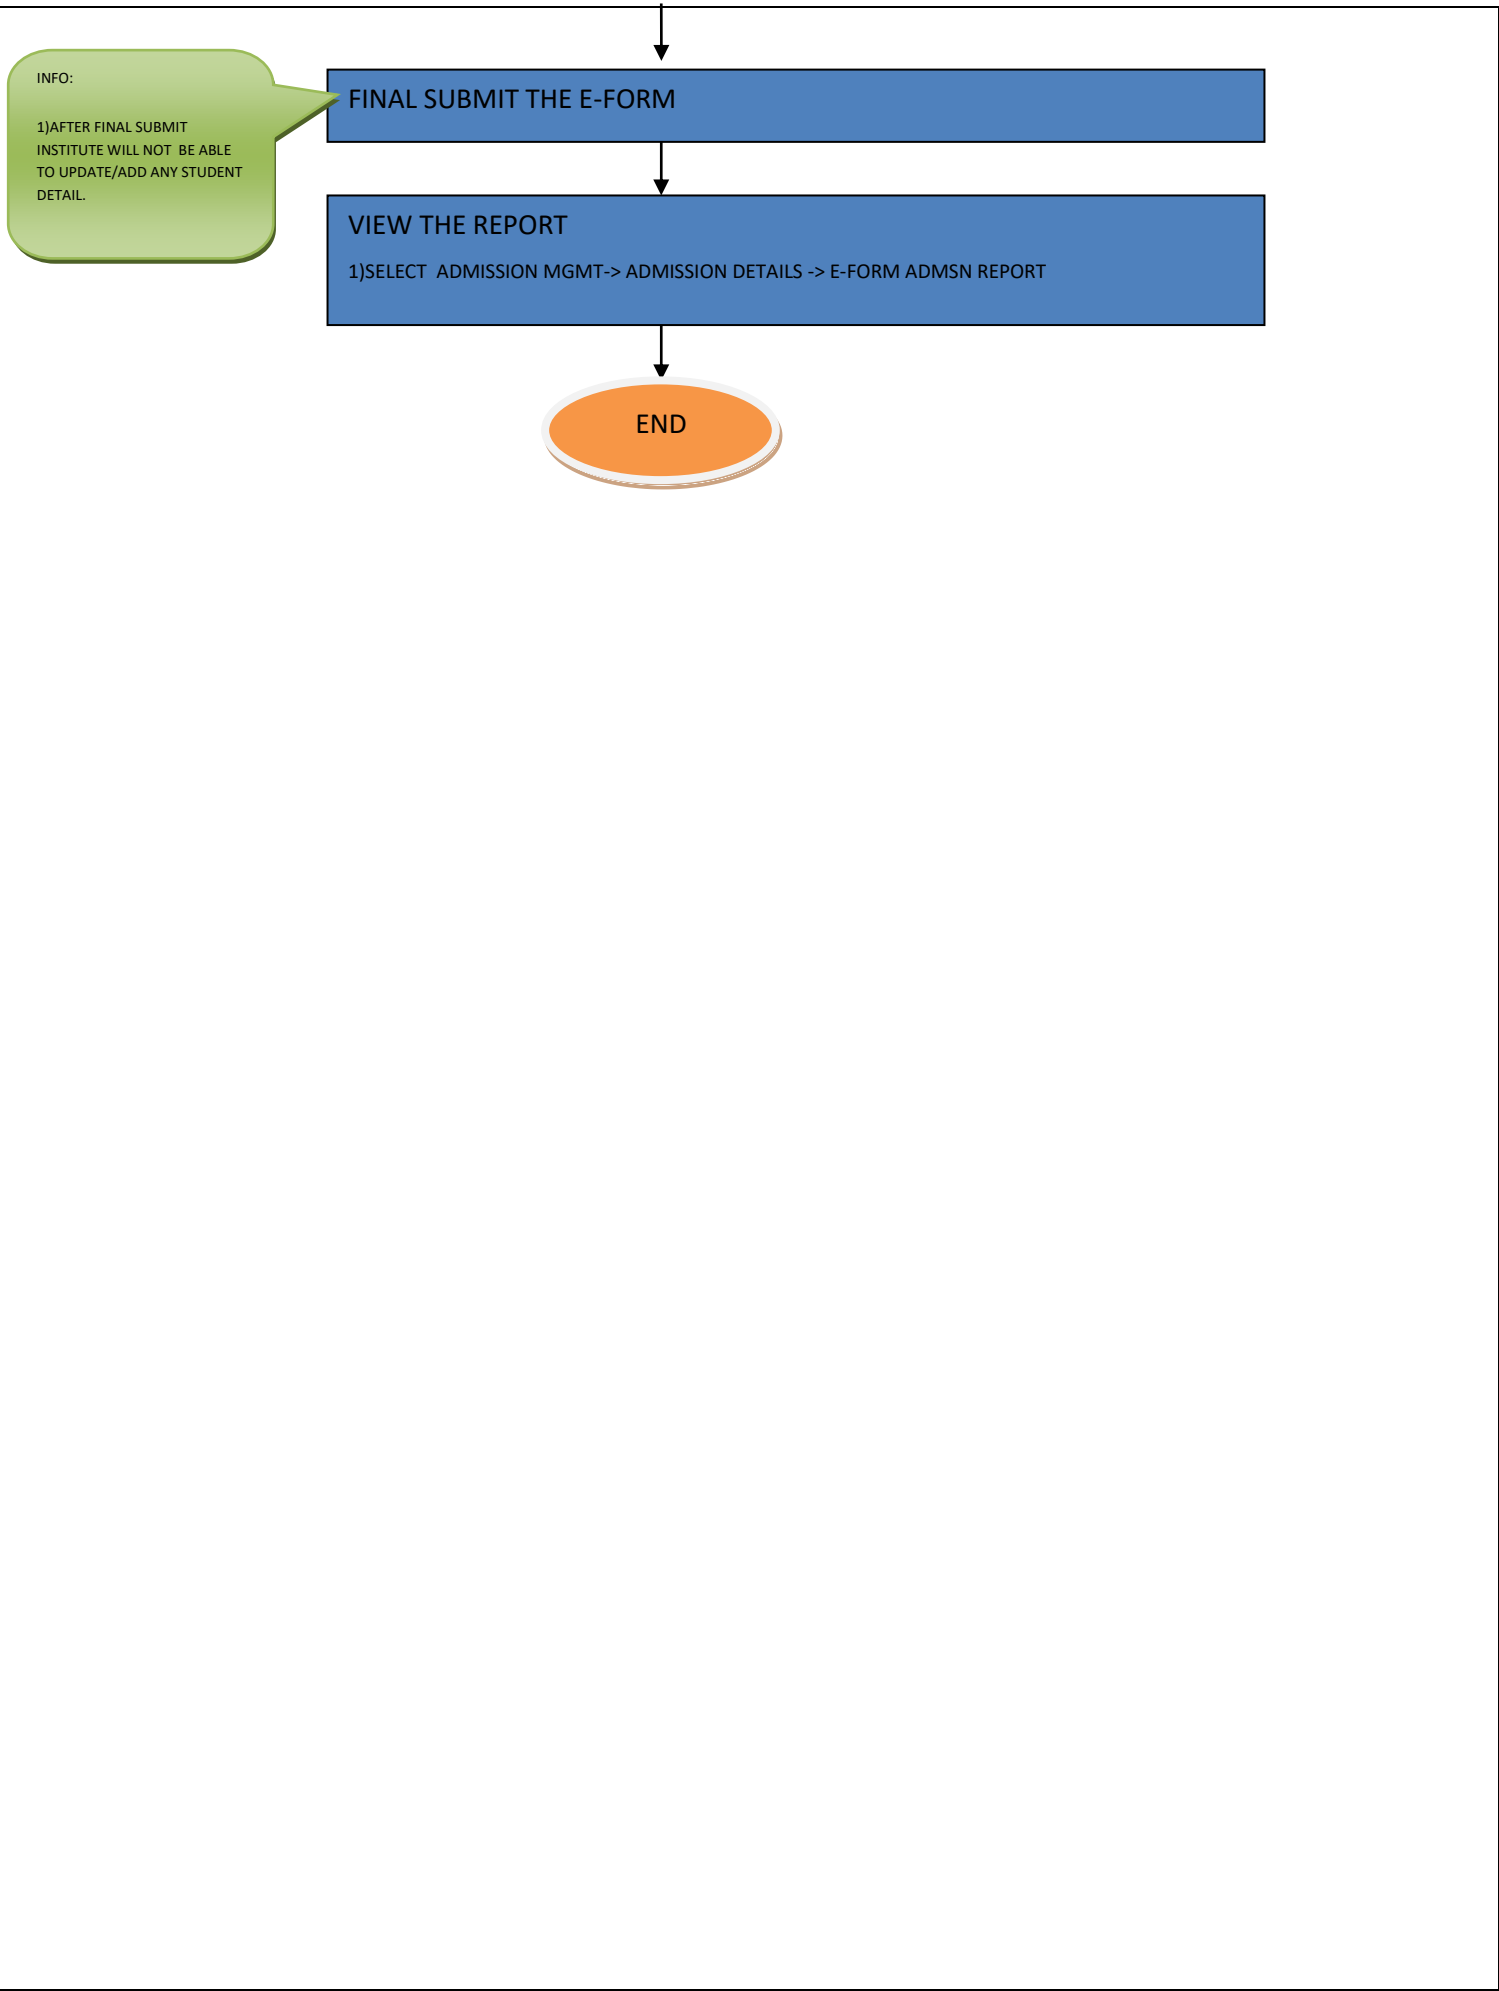 INFO:
1)AFTER FINAL SUBMIT
INSTITUTE WILL NOT  BE ABLE
TO UPDATE/ADD ANY STUDENT
DETAIL.
FINAL SUBMIT THE E-FORM
VIEW THE REPORT
1)SELECT  ADMISSION MGMT-> ADMISSION DETAILS -> E-FORM ADMSN REPORT
END